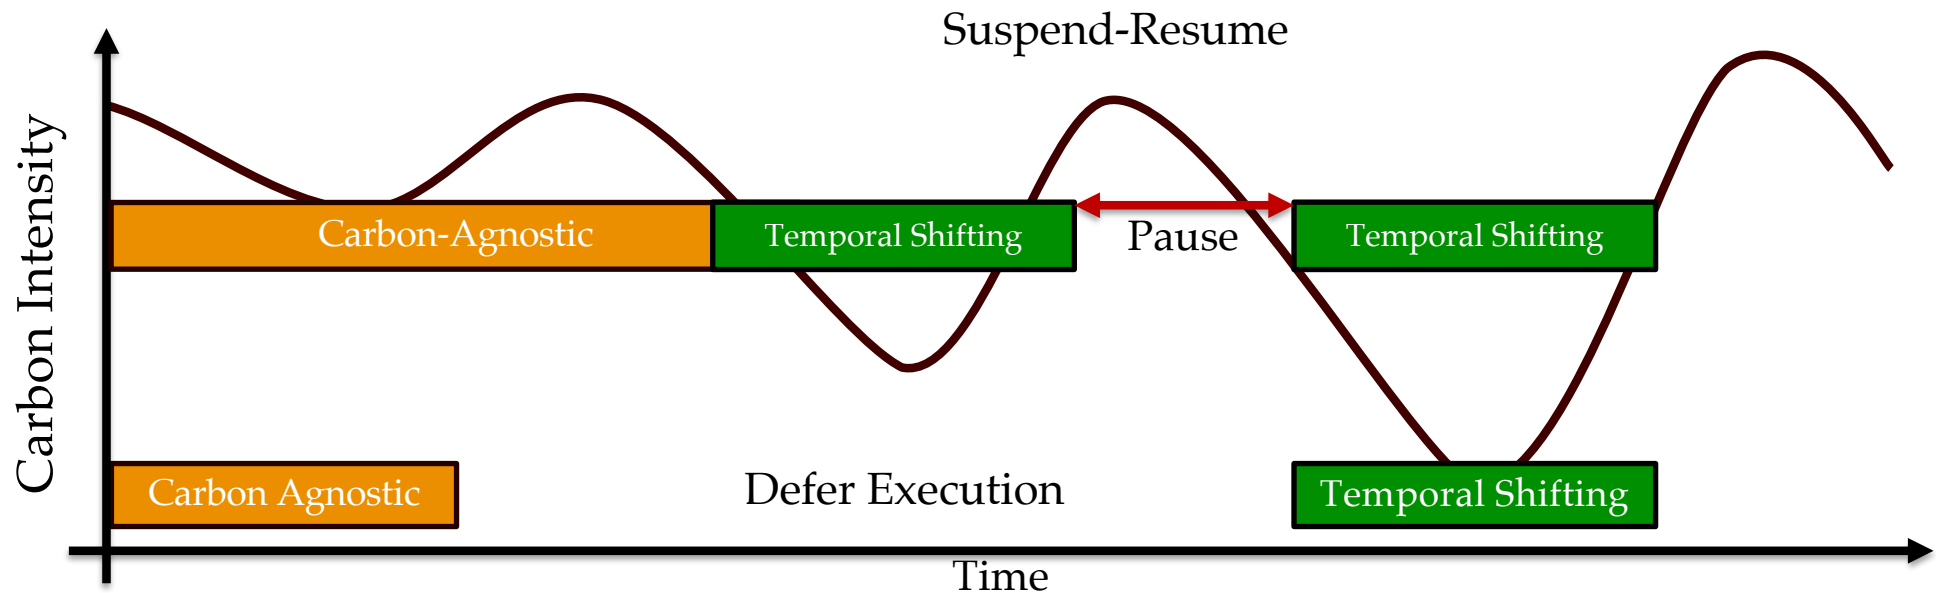 Suspend-Resume
Carbon Intensity
Carbon-Agnostic
Temporal Shifting
Pause
Temporal Shifting
Carbon Agnostic
Defer Execution
Temporal Shifting
Time